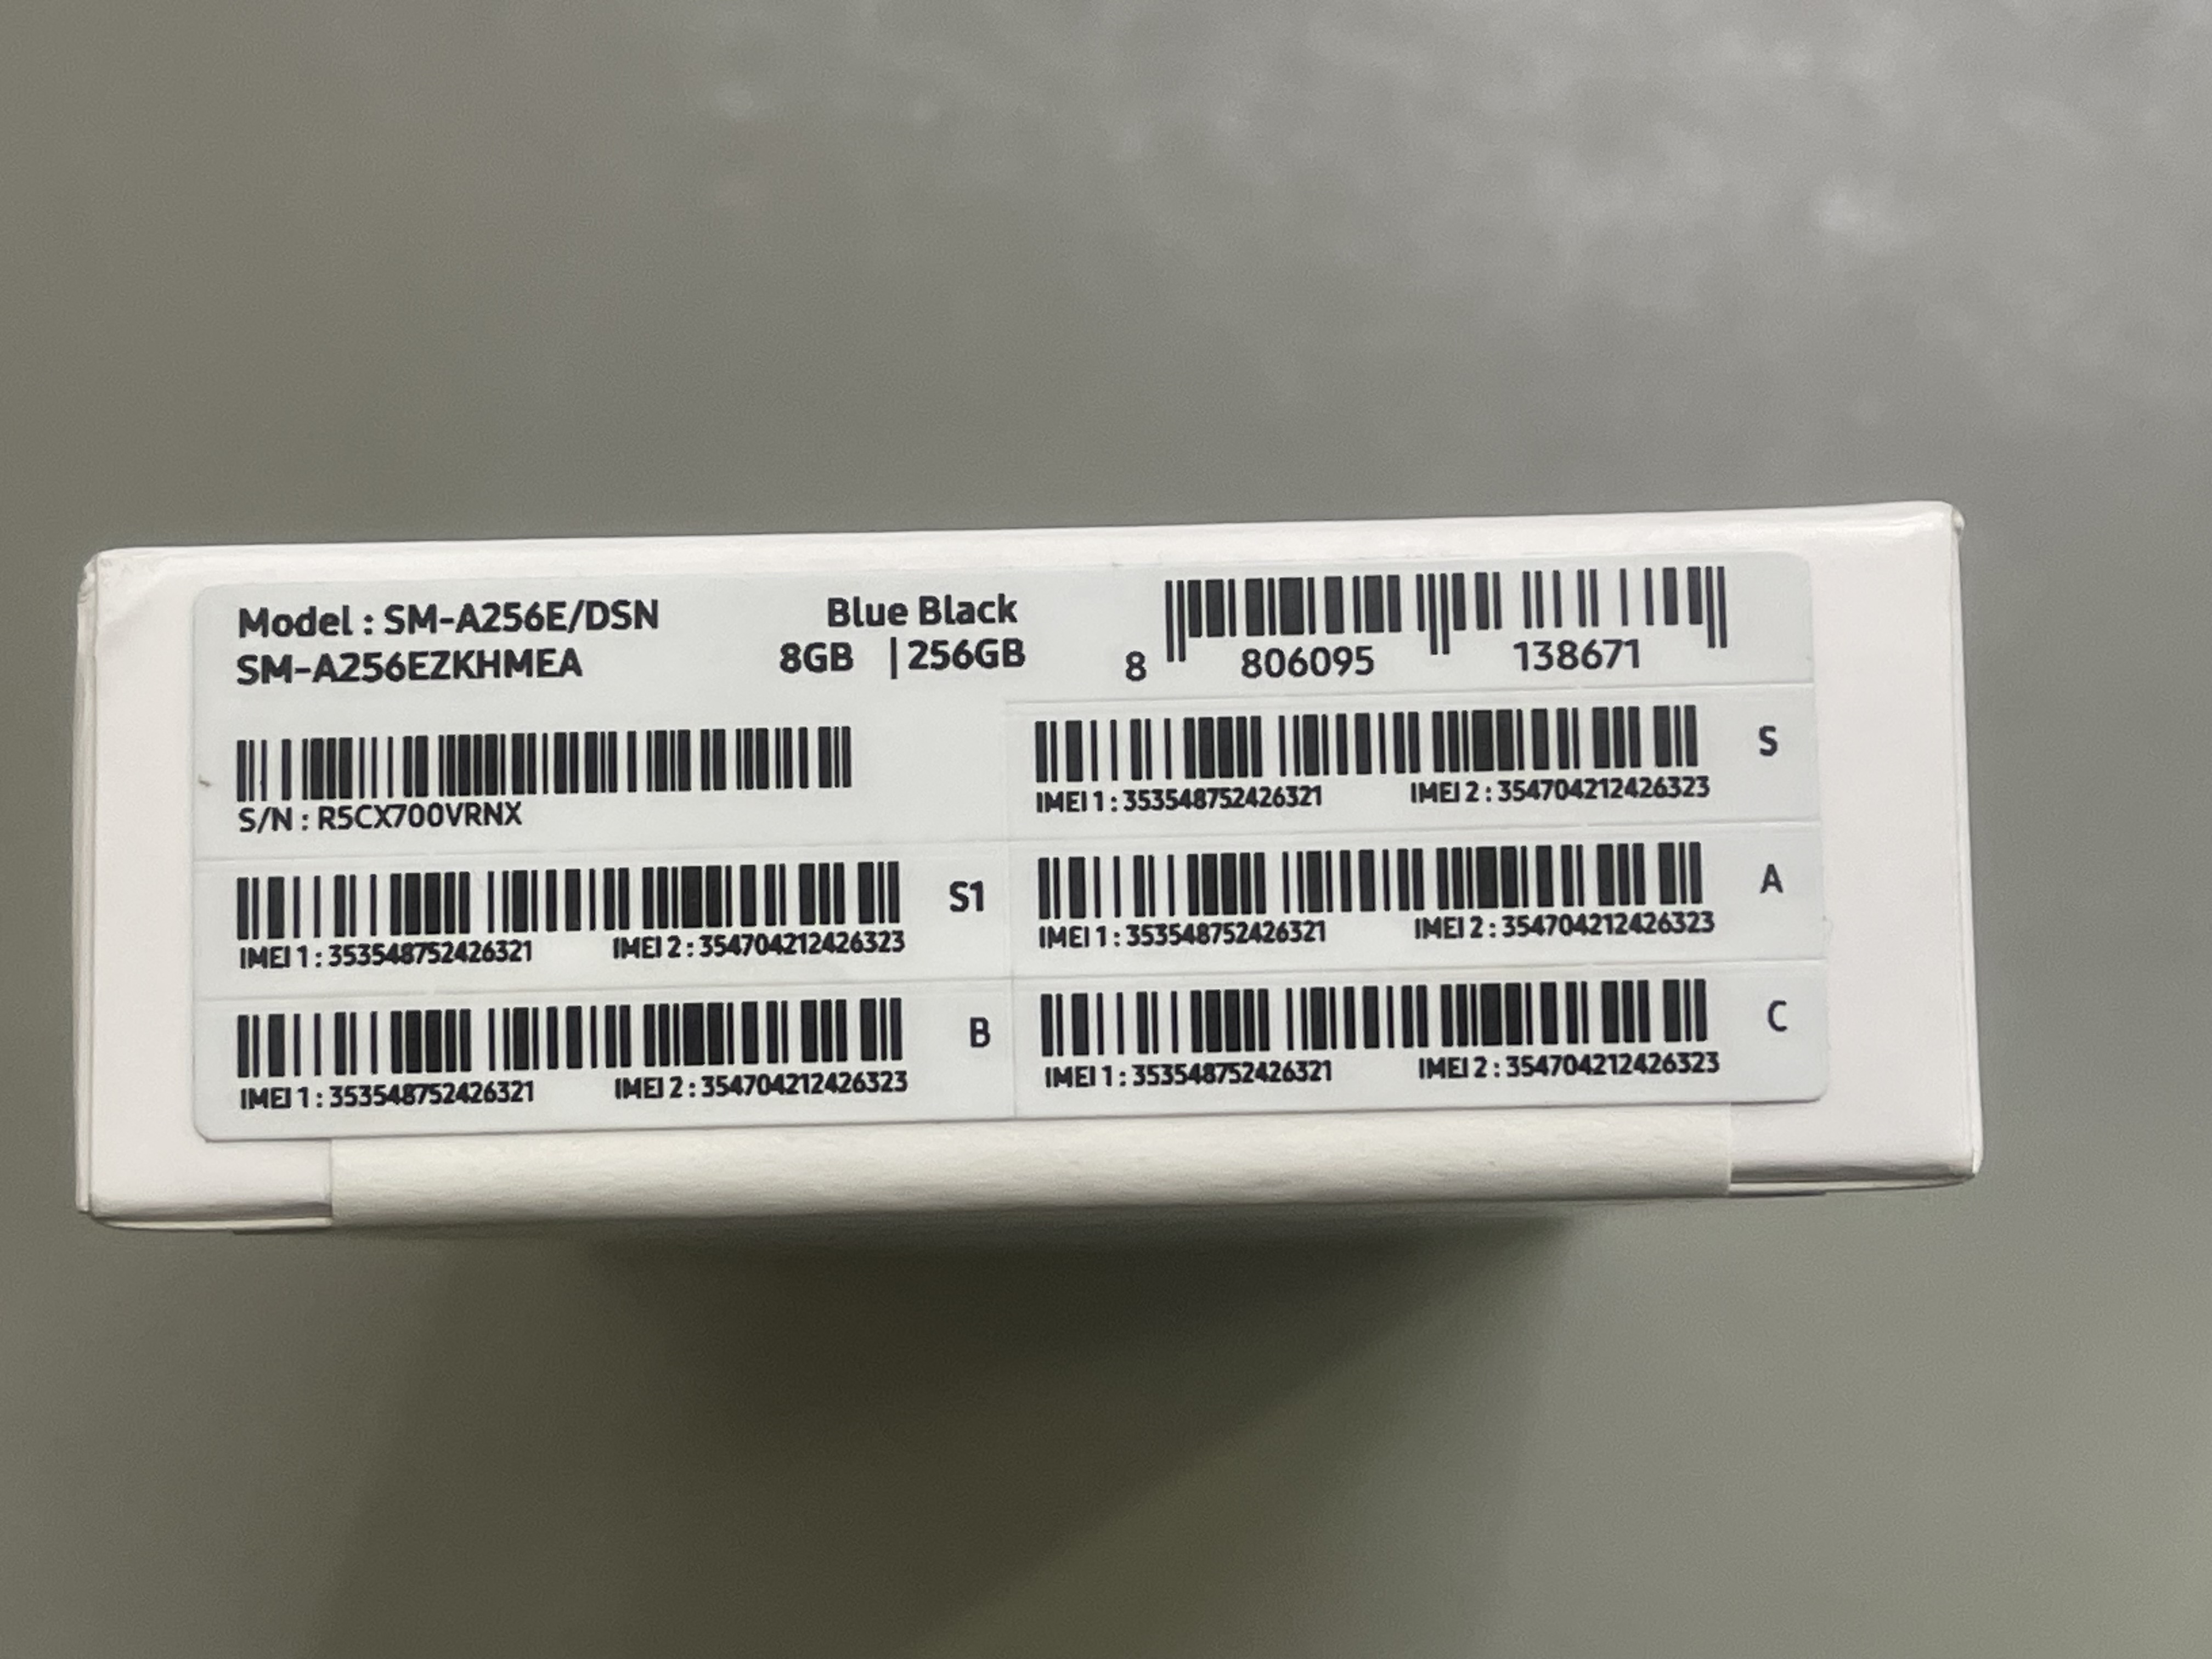 Model : SM-A256E/DSN
SM-A256EZKHMEA
Blue Black
8GB | 256GB
8 806095 138671
S/N : R5CX700VRNX
IMEI 1 : 353548752426321 IMEI 2 : 354704212426323 S
IMEI 1 : 353548752426321 IMEI 2 : 354704212426323 S1
IMEI 1 : 353548752426321 IMEI 2 : 354704212426323 A
IMEI 1 : 353548752426321 IMEI 2 : 354704212426323 B
IMEI 1 : 353548752426321 IMEI 2 : 354704212426323 C